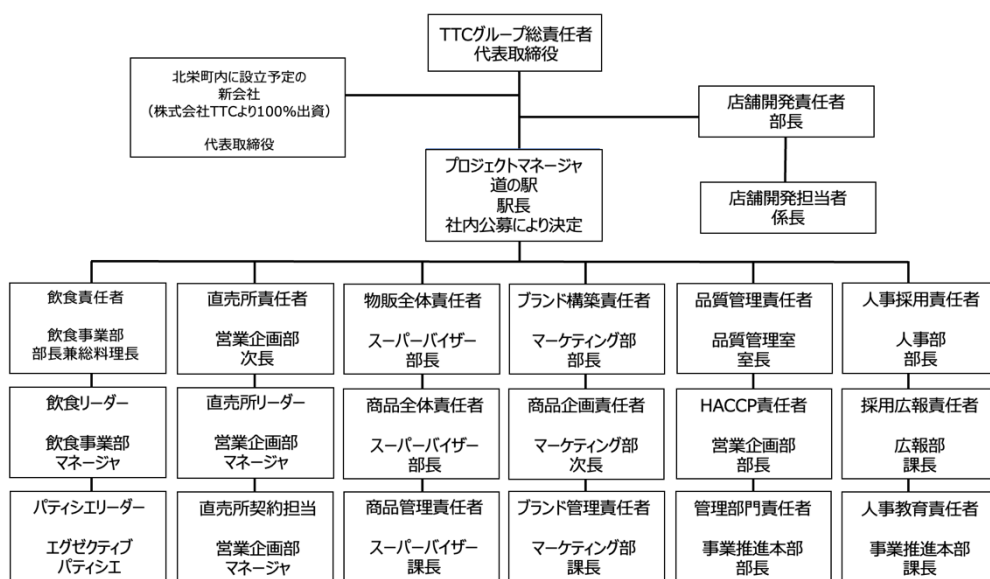 TTCグループ総責任者
代表取締役
北栄町内に設立予定の
新会社
（株式会社TTCより100％出資）
代表取締役
店舗開発責任者
部長
店舗開発担当者
係長
プロジェクトマネージャ
道の駅
駅長
社内公募により決定
飲食責任者
飲食事業部
部長兼総料理長
直売所責任者
営業企画部
次長
物販全体責任者
スーパーバイザー
部長
ブランド構築責任者
マーケティング部
部長
品質管理責任者
品質管理室
室長
人事採用責任者
人事部
部長
飲食リーダー
飲食事業部
マネージャ
直売所リーダー
営業企画部
マネージャ
商品全体責任者
スーパーバイザー
部長
商品企画責任者
マーケティング部
次長
HACCP責任者
営業企画部
部長
採用広報責任者
広報部
課長
パティシエリーダー
エグゼクティブ
パティシエ
直売所契約担当
営業企画部
マネージャ
商品管理責任者
スーパーバイザー
課長
ブランド管理責任者
マーケティング部
課長
管理部門責任者
事業推進本部
部長
人事教育責任者
事業推進本部
課長